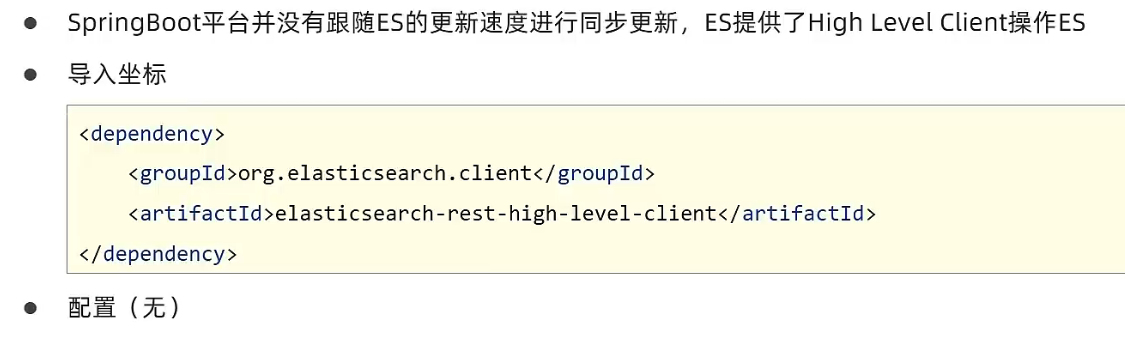 ● SpringBoot平台并没有跟随ES的更新速度进行同步更新，ES提供了High Level Client操作ES
● 导入坐标
<dependency>
    <groupId>org.elasticsearch.client</groupId>
    <artifactId>elasticsearch-rest-high-level-client</artifactId>
</dependency>
● 配置（无）